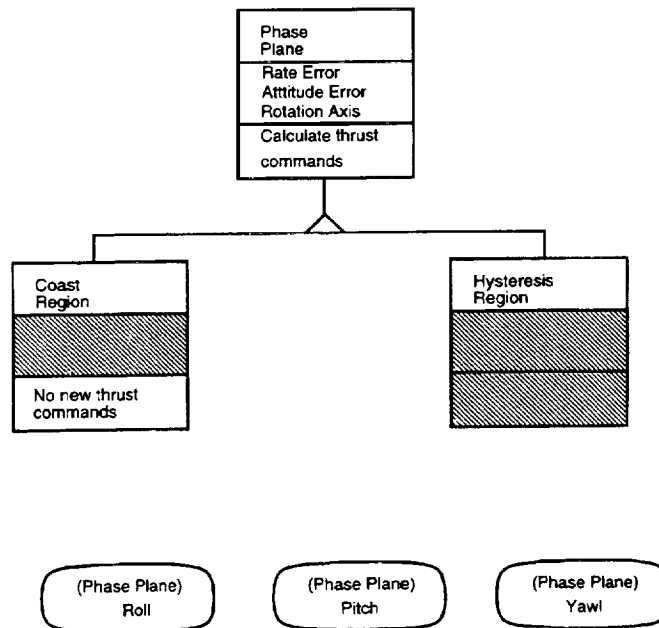 Phase
Plane
Rate Error
Atttitude Error
Rotation Axis
Calculate thrust
commands
Coast
Region
Hysteresis
Region
No new thrust
commands
(Phase Plane)
Roll
(Phase Plane)
Pitch
(Phase Plane)
Yawl